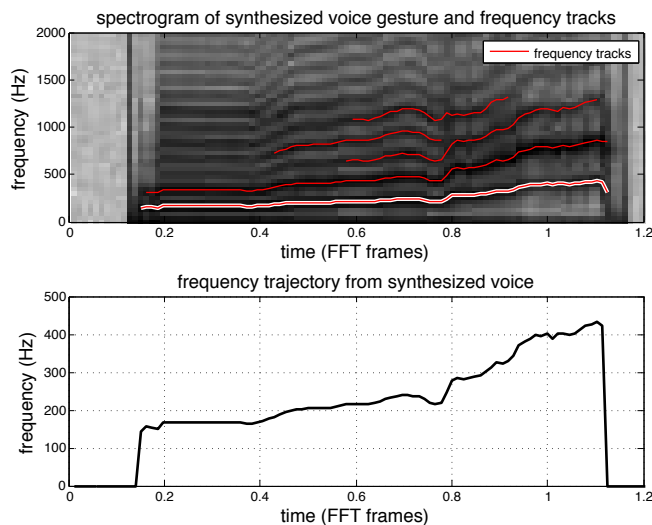 spectrogram of synthesized voice gesture and frequency tracks
2000
1500
1000
500
0
frequency (Hz)
frequency tracks
0 0.2 0.4 0.6 0.8 1 1.2
time (FFT frames)
frequency trajectory from synthesized voice
500
400
300
200
100
0
frequency (Hz)
0.2 0.4 0.6 0.8 1 1.2
time (FFT frames)